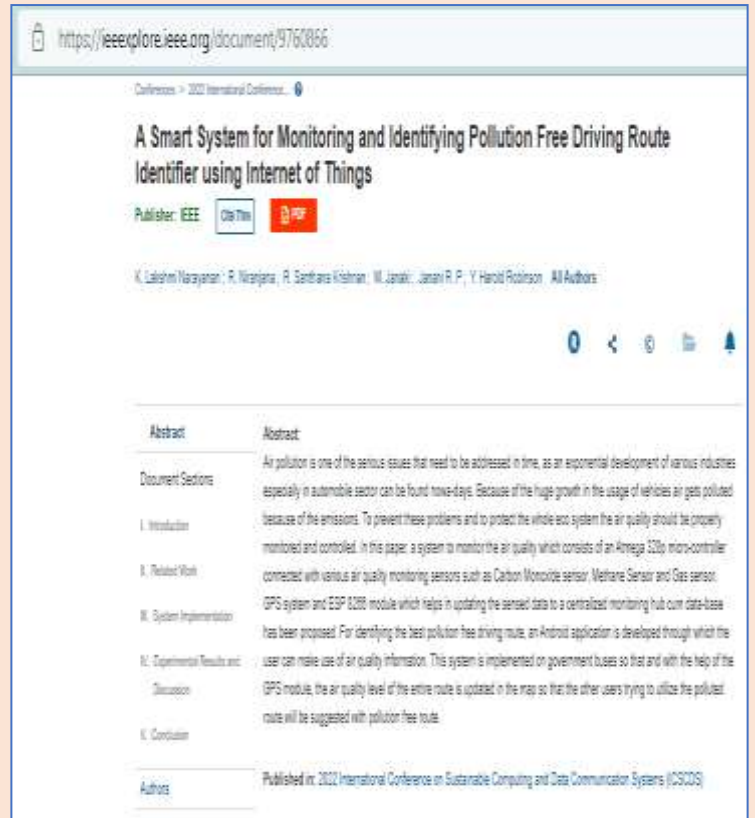 https://ieeexplore.ieee.org/document/9760866
Conferences > 2022 International Conferenc...
A Smart System for Monitoring and Identifying Pollution Free Driving Route
Identifier using Internet of Things
Publisher: IEEE
Cite This
PDF
K. Lakshmi Narayanan ; R. Niranjana ; R. Santhana Krishnan ; M. Janaki ; Janani R. P ; Y. Harold Robinson All Authors
Abstract
Document Sections
I. Introduction
II. Related Work
III. System Implementation
IV. Experimental Results and
Discussion
V. Conclusion
Authors
Abstract:
Air pollution is one of the serious issues that need to be addressed in time, as an exponential development of various industries
especially in automobile sector can be found nowa-days. Because of the huge growth in the usage of vehicles air gets polluted
because of the emissions. To prevent these problems and to protect the whole eco system the air quality should be properly
monitored and controlled. In this paper, a system to monitor the air quality which consists of an Atmega 328p micro-controller
connected with various air quality monitoring sensors such as Carbon Monoxide sensor, Methane Sensor and Gas sensor,
GPS system and ESP 8266 module which helps in updating the sensed data to a centralized monitoring hub cum data-base
has been proposed. For identifying the best pollution free driving route, an Android application is developed through which the
user can make use of air quality information. This system is implemented on government buses so that and with the help of the
GPS module, the air quality level of the entire route is updated in the map so that the other users trying to utilize the polluted
route will be suggested with pollution free route.
Published in: 2022 International Conference on Sustainable Computing and Data Communication Systems (ICSCDS)